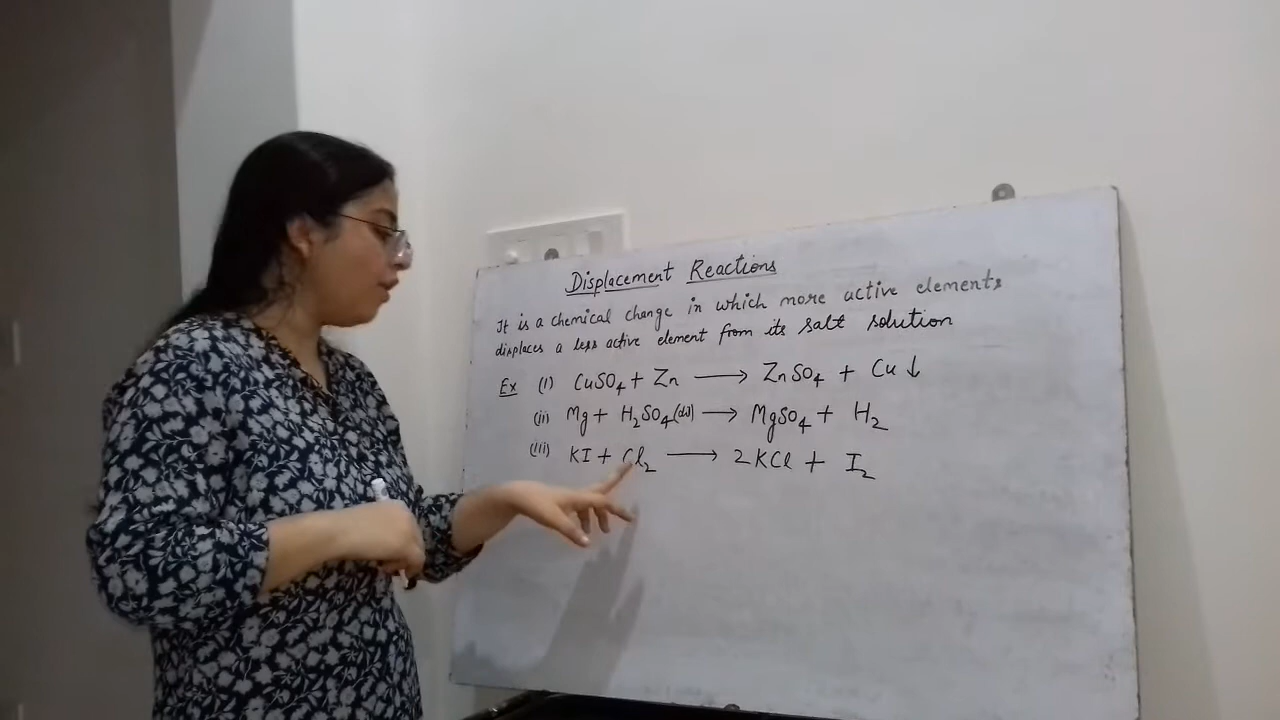 Displacement Reactions
It is a chemical change in which more active elements
displaces a less active element from its salt solution
Ex (i) CuSO₄ + Zn ⟶ ZnSO₄ + Cu ↓
(ii) Mg + H₂SO₄(dil) ⟶ MgSO₄ + H₂
(iii) KI + Cl₂ ⟶ 2KCl + I₂